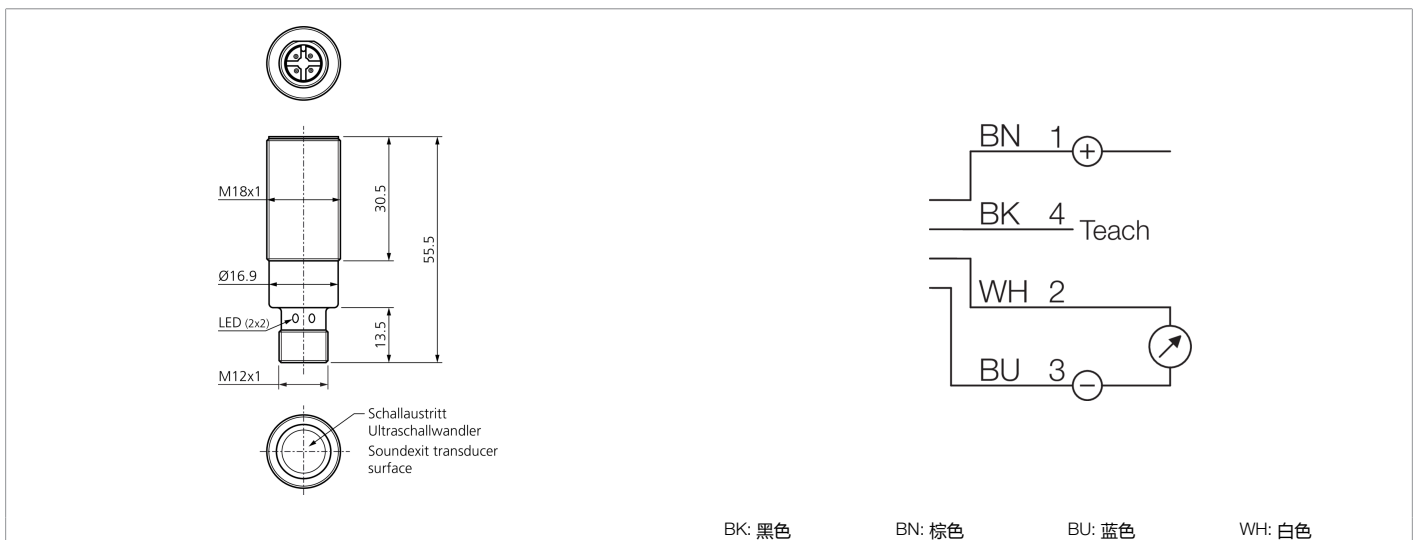 M18x1
30.5
55.5
Ø16.9
LED (2x2)
13.5
M12x1
Schallaustritt
Ultraschallwandler
Soundexit transducer
surface
BN 1 +
BK 4 Teach
WH 2
BU 3 −
BK: 黑色 BN: 棕色 BU: 蓝色 WH: 白色